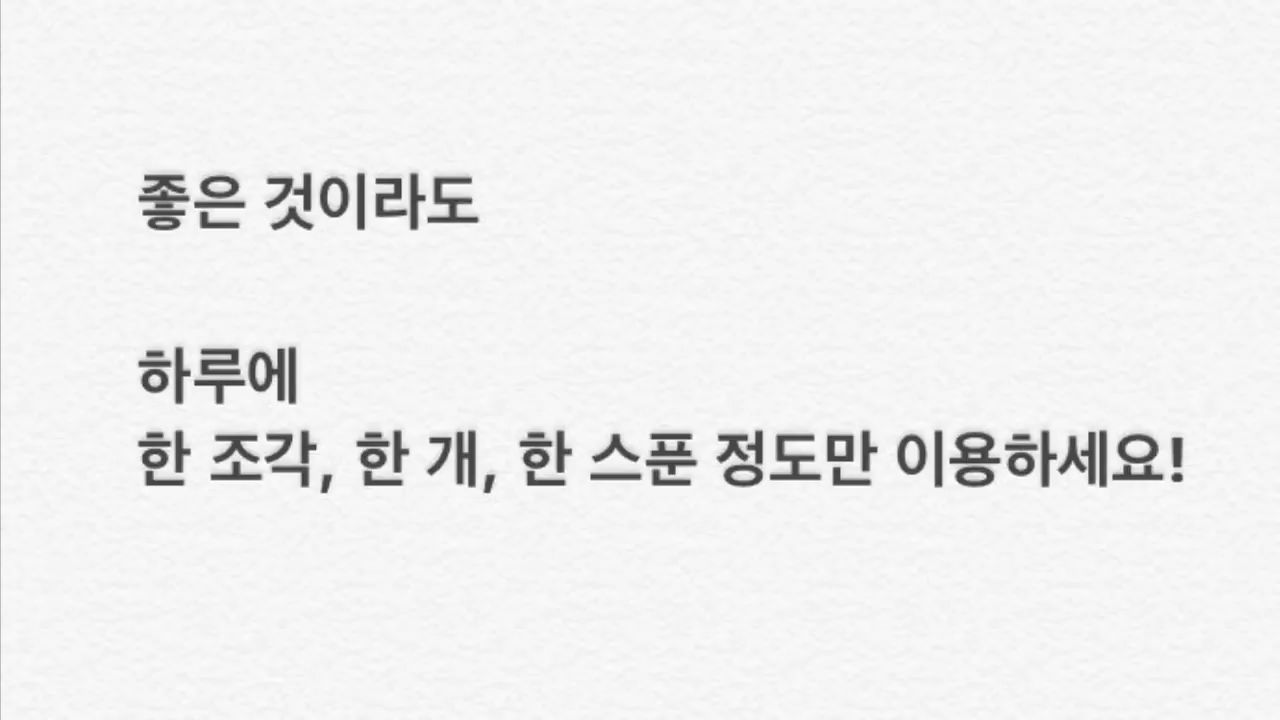 좋은 것이라도
하루에
한 조각, 한 개, 한 스푼 정도만 이용하세요!